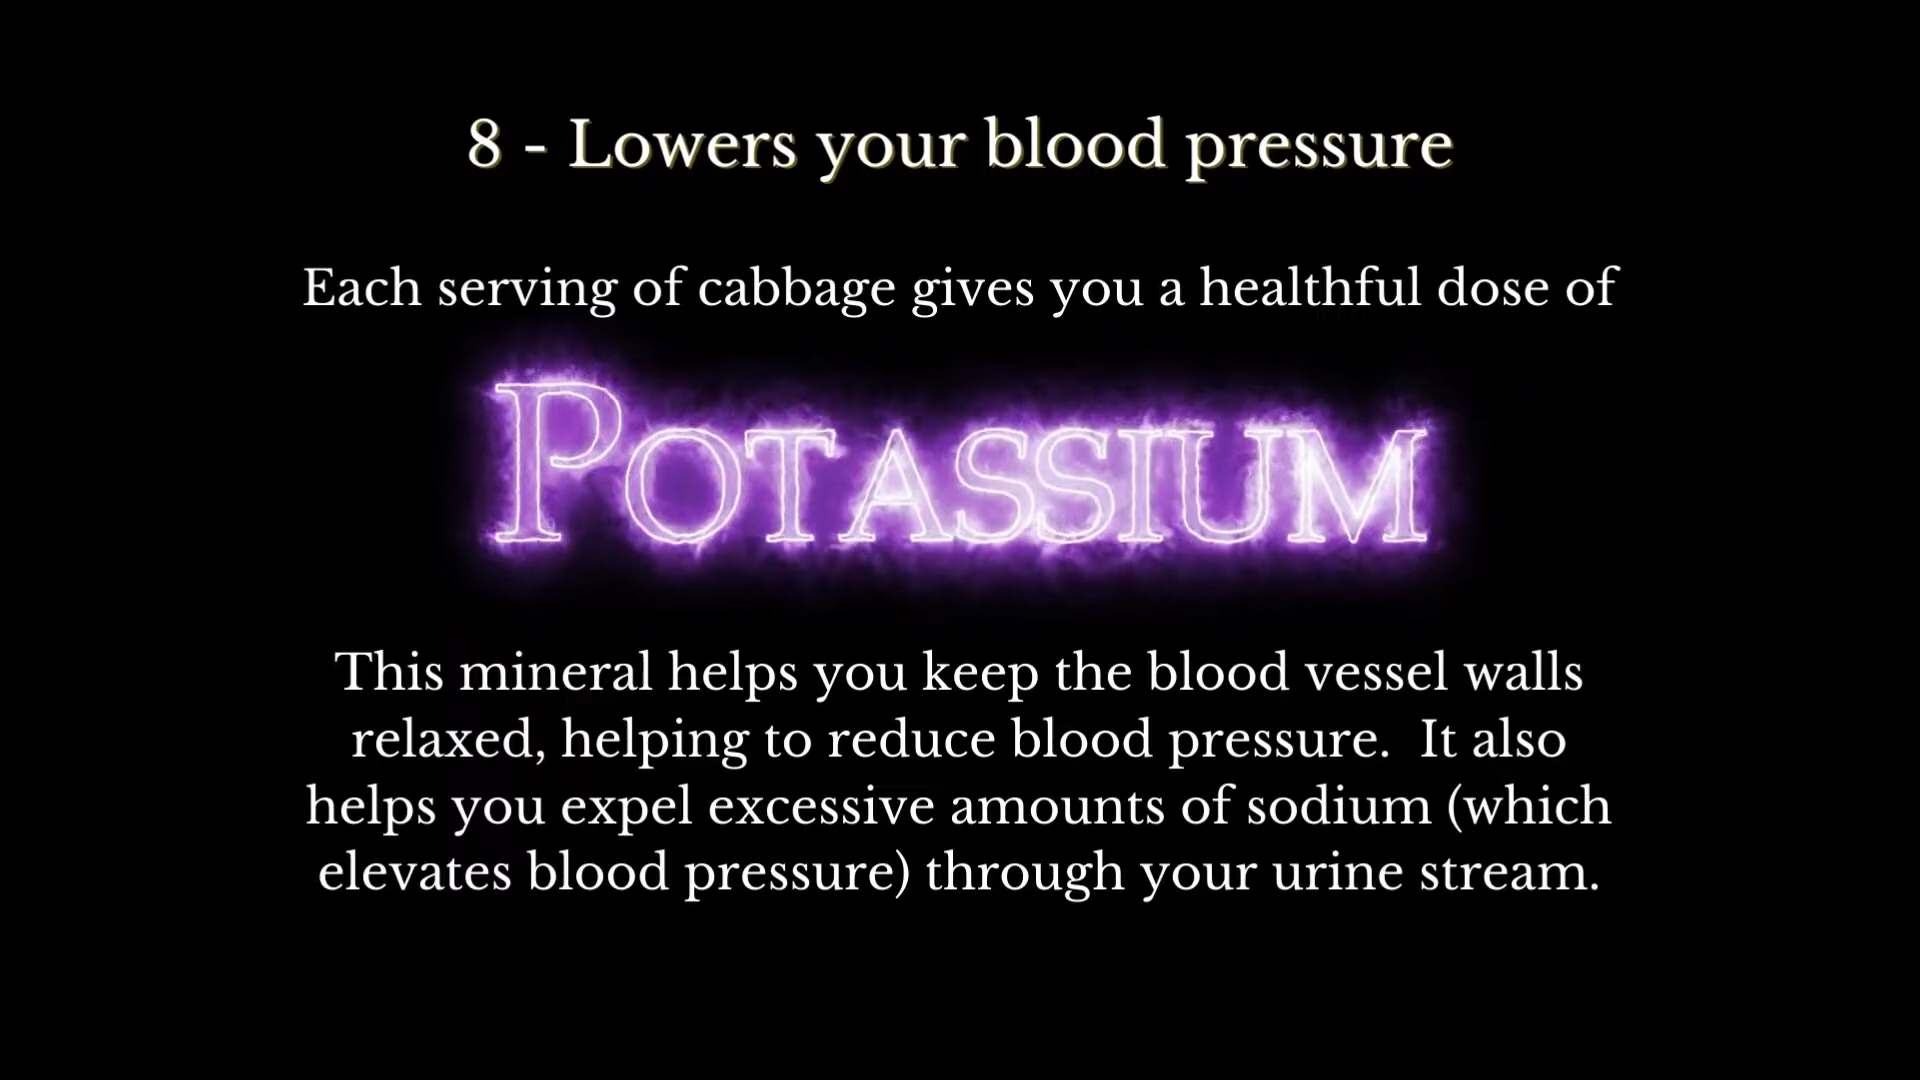 8 - Lowers your blood pressure
Each serving of cabbage gives you a healthful dose of
POTASSIUM
This mineral helps you keep the blood vessel walls
relaxed, helping to reduce blood pressure.  It also
helps you expel excessive amounts of sodium (which
elevates blood pressure) through your urine stream.